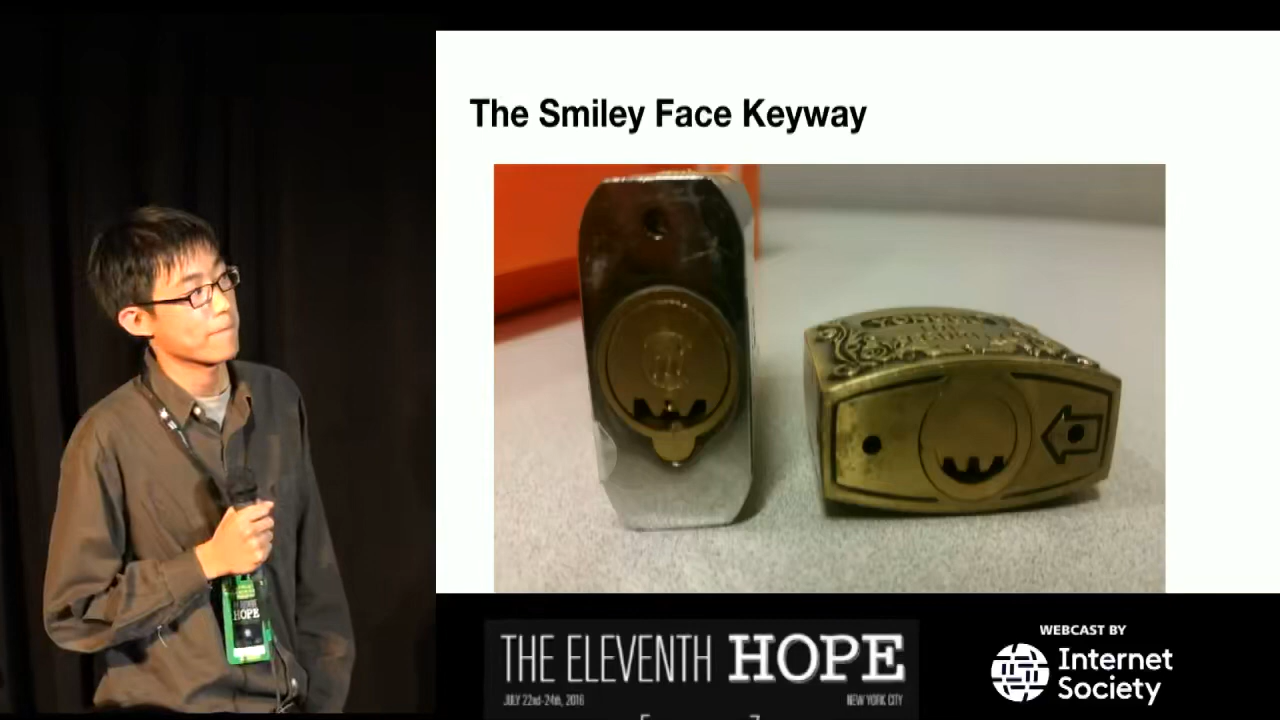 The Smiley Face Keyway
HOPE
THE ELEVENTH HOPE
JULY 22nd-24th, 2016
NEW YORK CITY
WEBCAST BY
Internet
Society